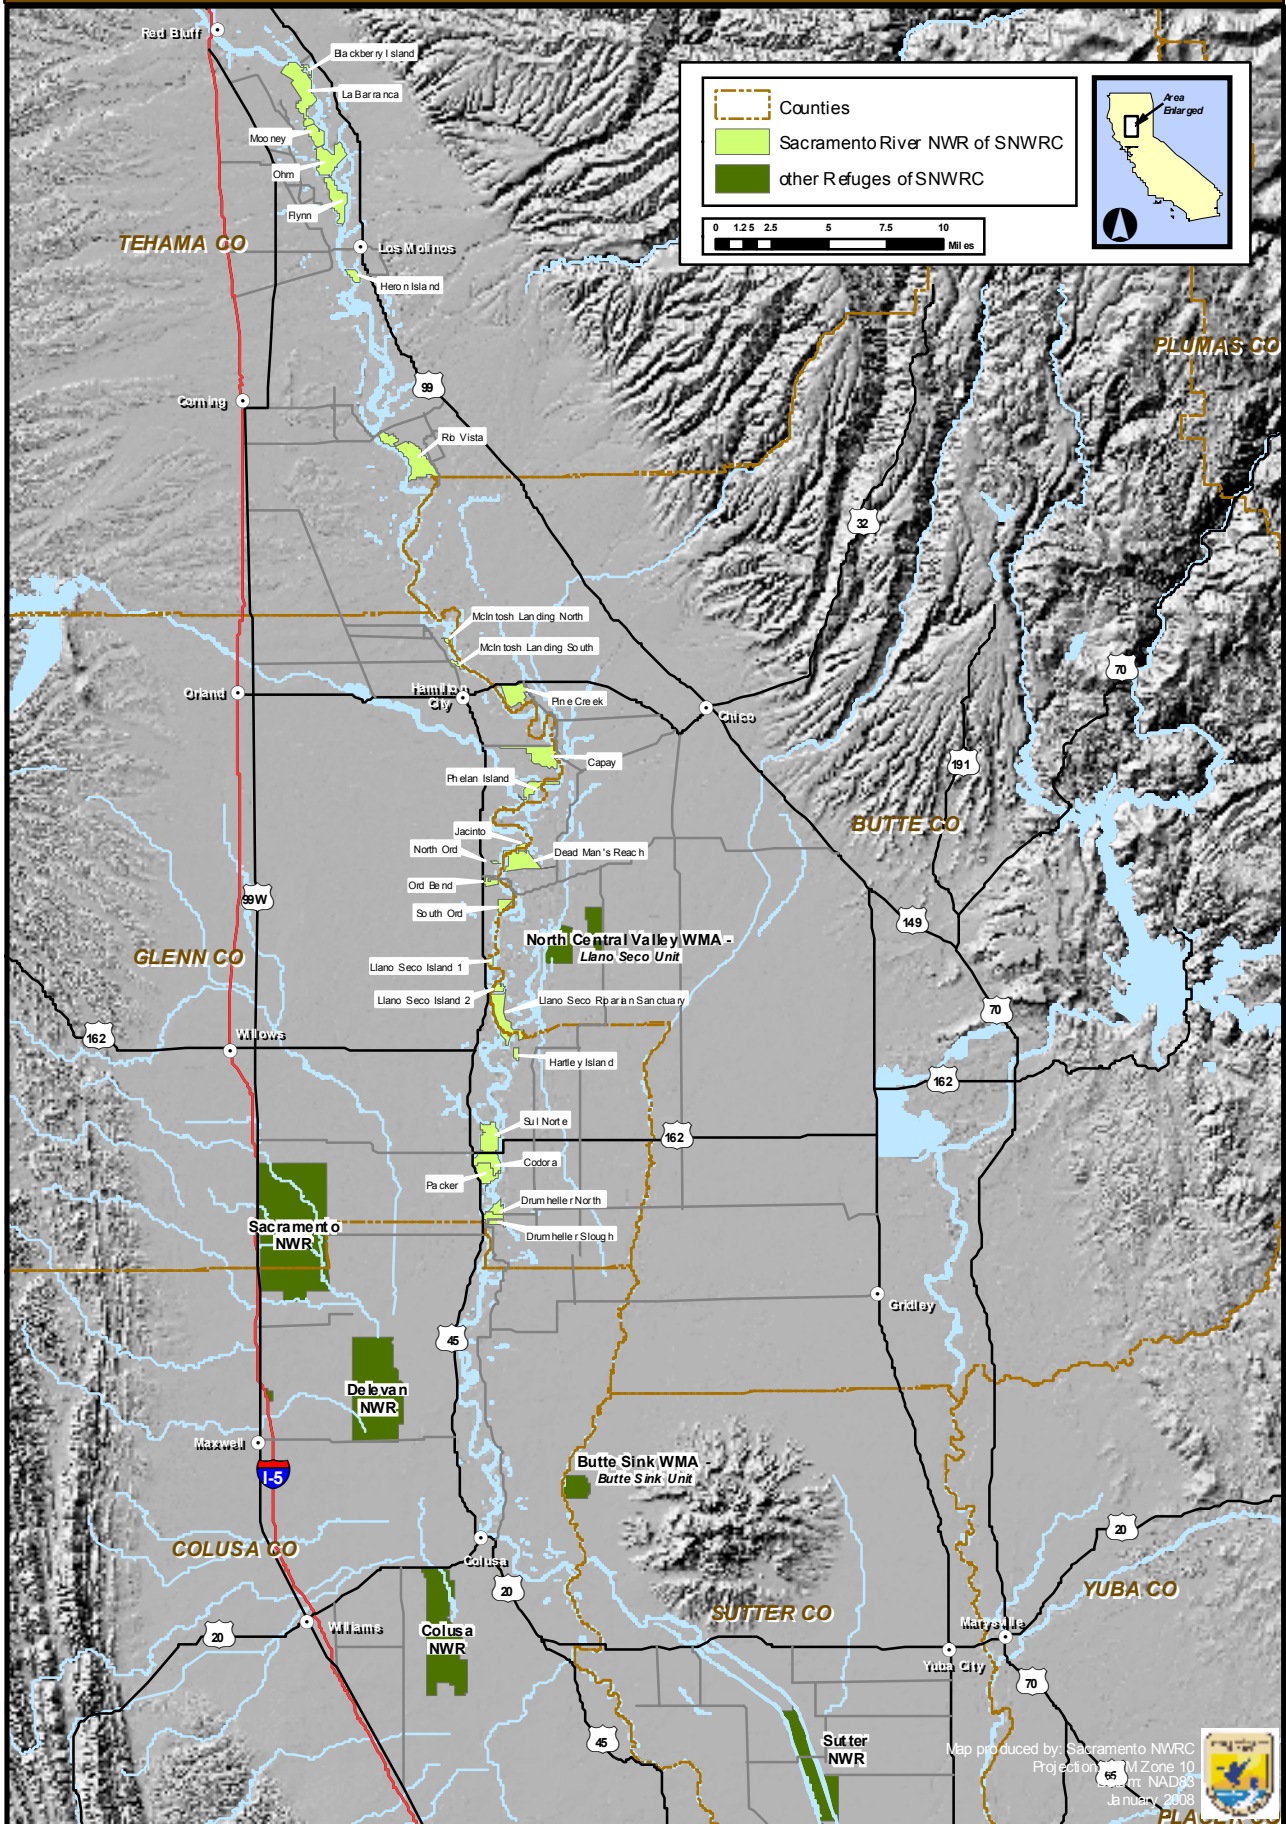 Red Bluff
Blackberry Island
La Barranca
Mooney
Ohm
Flynn
TEHAMA CO
Los Molinos
Heron Island
Counties
Sacramento River NWR of SNWRC
other Refuges of SNWRC
Area
Enlarged
0 1.25 2.5 5 7.5 10
Miles
PLUMAS CO
99
Corning
Rio Vista
32
McIntosh Landing North
McIntosh Landing South
70
Orland
Hamilton
City
Pine Creek
Chico
Capay
191
Phelan Island
BUTTE CO
Jacinto
North Ord
Dead Man's Reach
Ord Bend
99W
South Ord
149
North Central Valley WMA -
Llano Seco Unit
GLENN CO
Llano Seco Island 1
Llano Seco Island 2
Llano Seco Riparian Sanctuary
70
162
Willows
Hartley Island
162
Sul Norte
162
Codora
Packer
Drumheller North
Drumheller Slough
Sacramento
NWR
Gridley
45
Delevan
NWR
Maxwell
I-5
Butte Sink WMA -
Butte Sink Unit
20
COLUSA CO
Colusa
20
YUBA CO
SUTTER CO
Williams
20
Colusa
NWR
Marysville
Yuba City
70
45
Sutter
NWR
Map produced by: Sacramento NWRC
Zone 10
65
NAD83
January 2008
PLACER CO